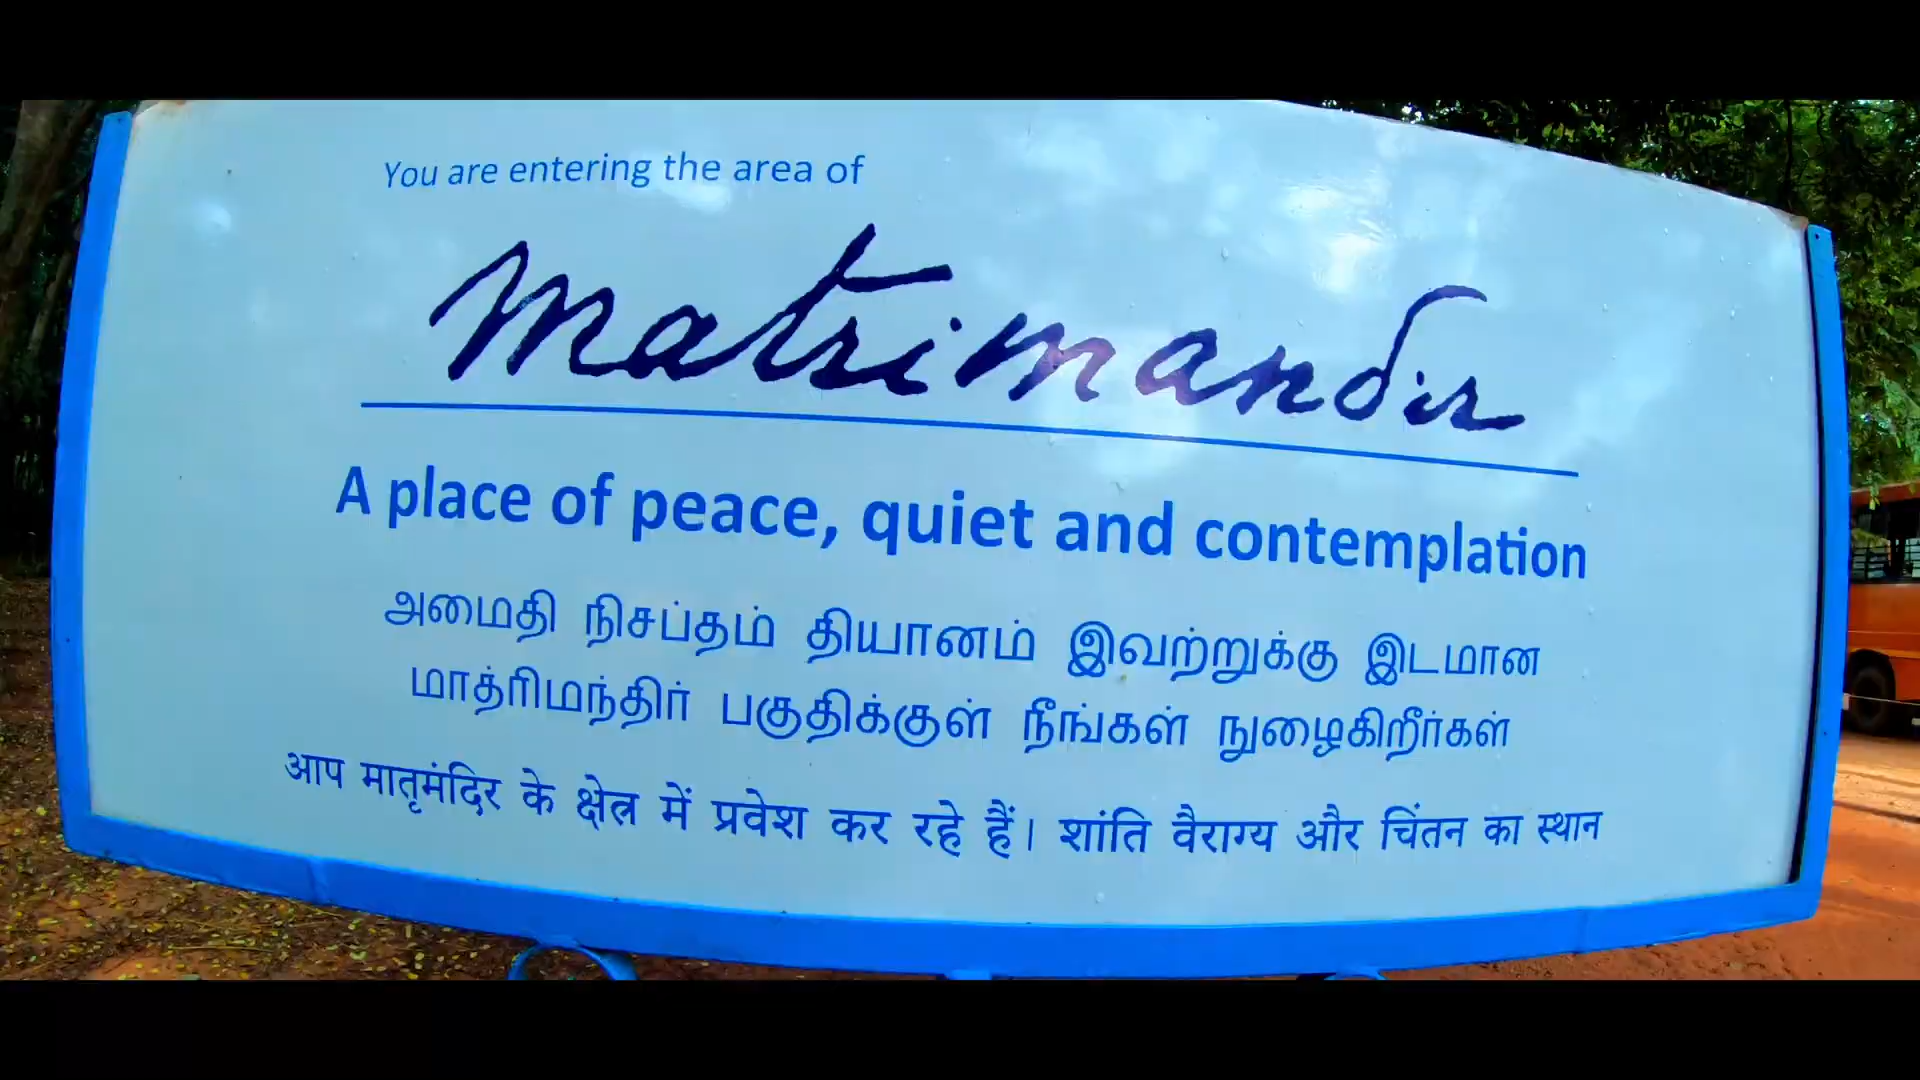 You are entering the area of
Matrimandir
A place of peace, quiet and contemplation
அமைதி நிசப்தம் தியானம் இவற்றுக்கு இடமான
மாத்ரிமந்திர் பகுதிக்குள் நீங்கள் நுழைகிறீர்கள்
आप मातृमंदिर के क्षेत्र में प्रवेश कर रहे हैं। शांति वैराग्य और चिंतन का स्थान